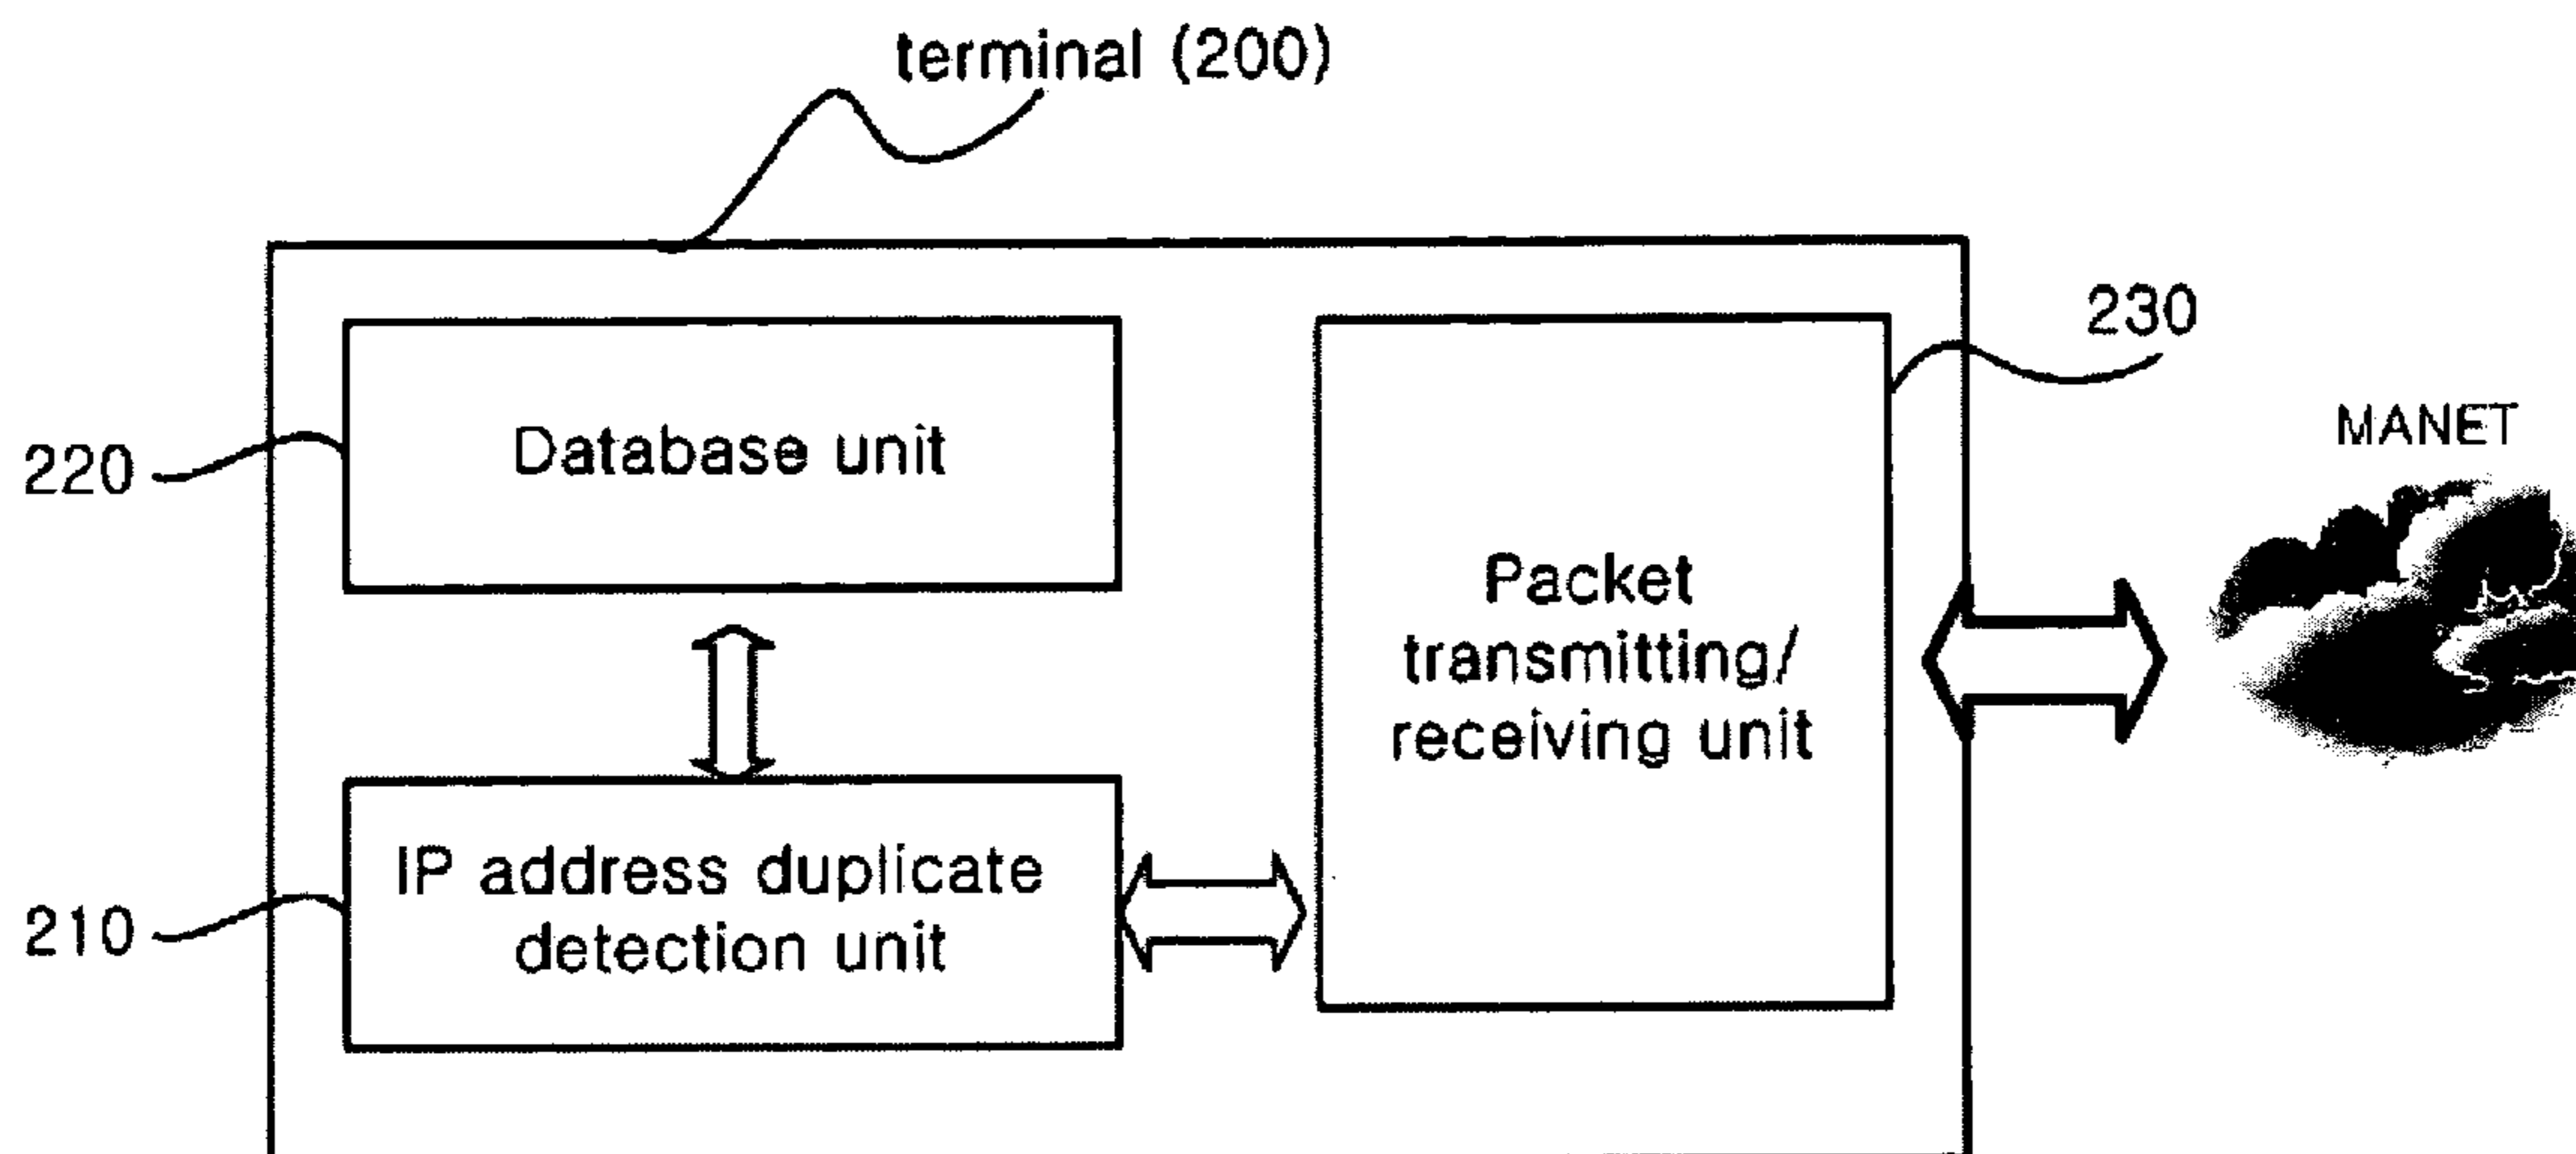 terminal (200)
230
MANET
220
Database unit
Packet
transmitting/
receiving unit
210
IP address duplicate
detection unit